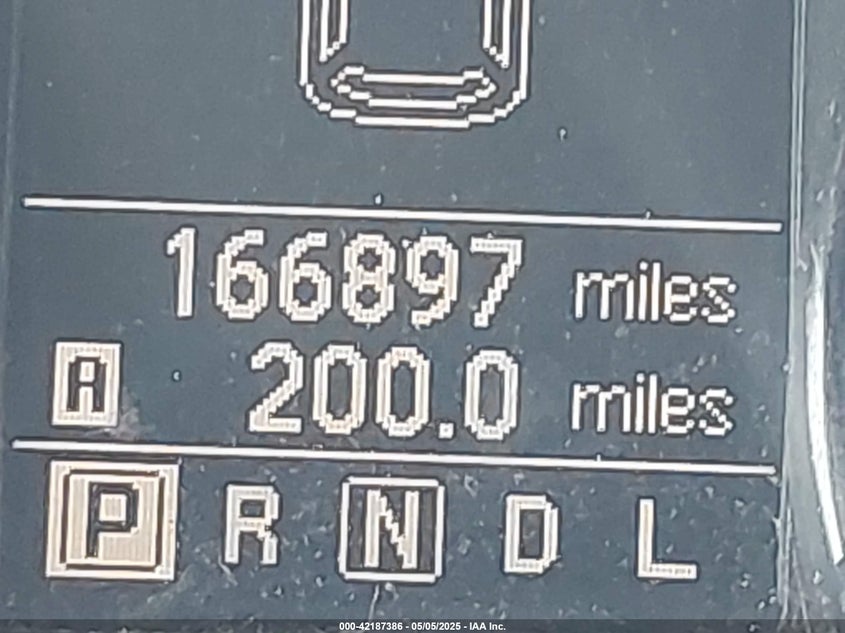 166897 miles
A 200.0 miles
P R N D L
000-42187386 - 05/05/2025 - IAA Inc.